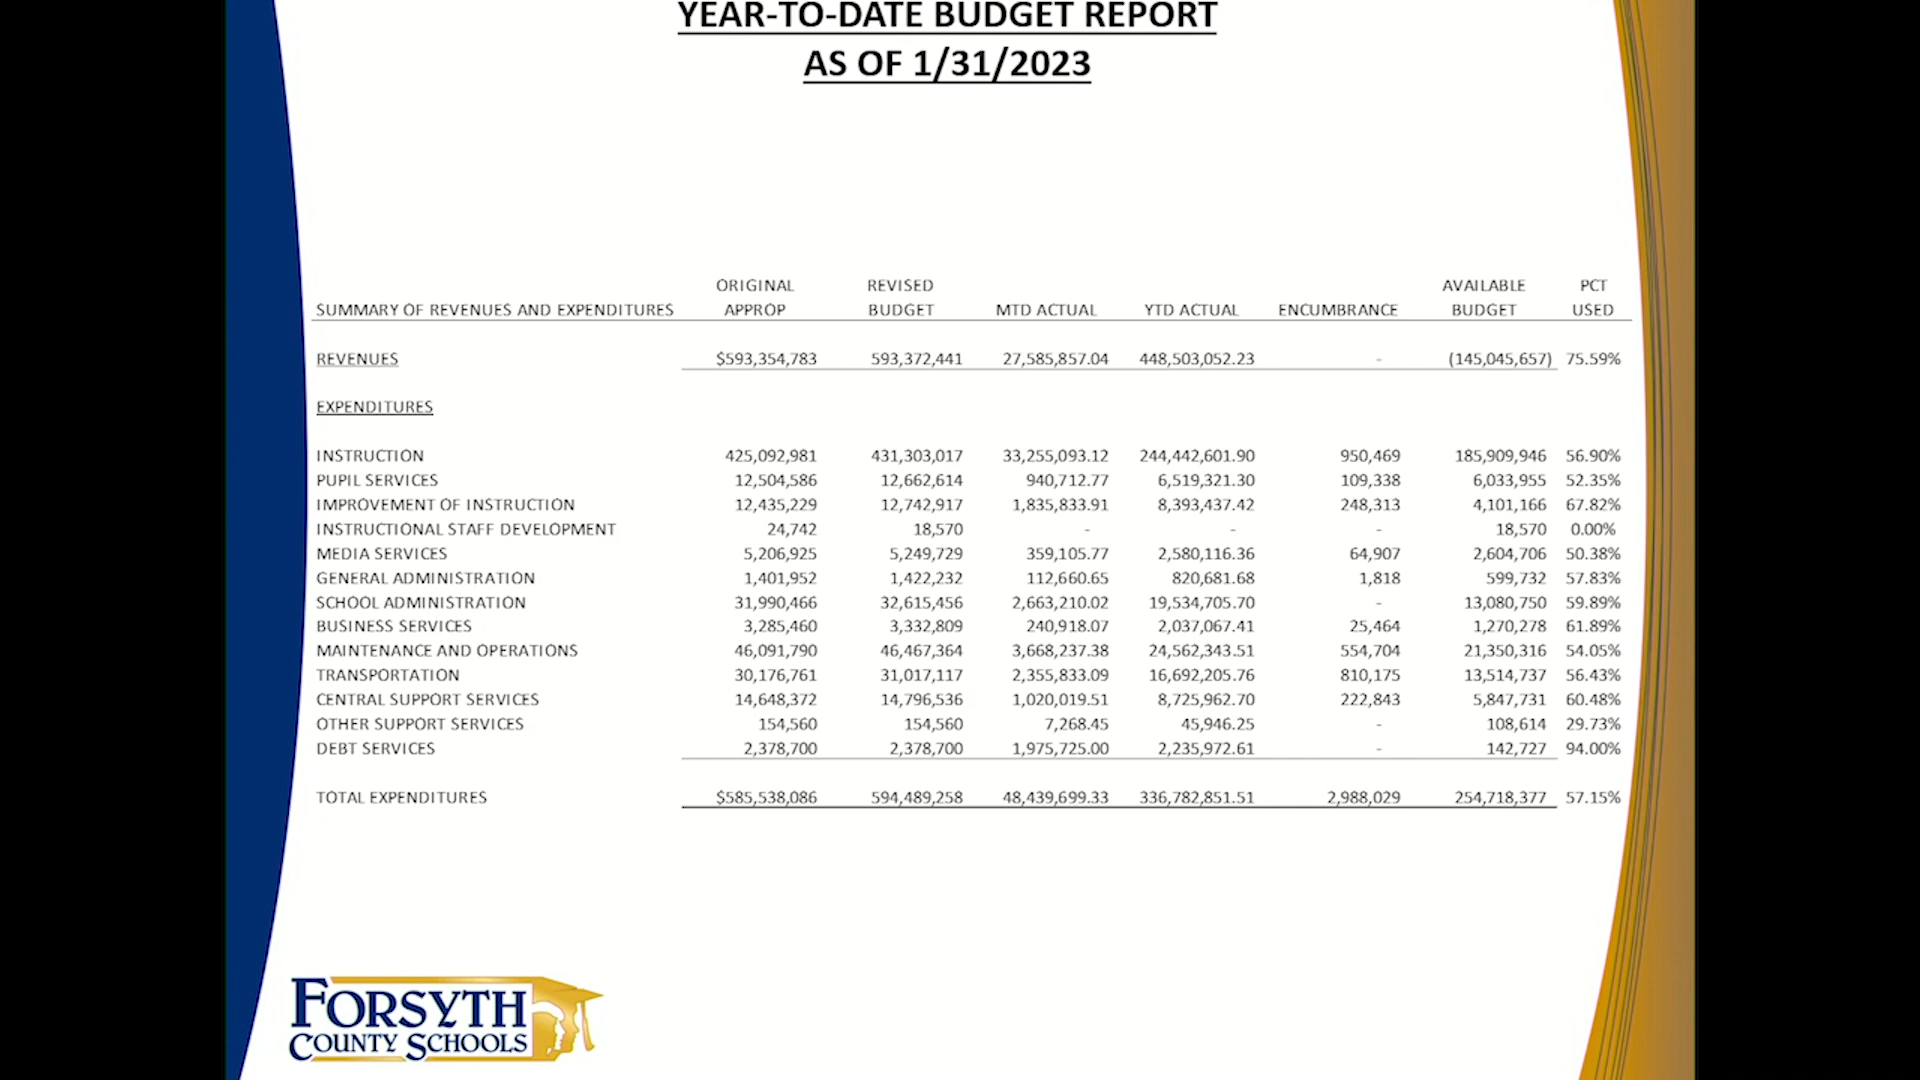 YEAR-TO-DATE BUDGET REPORT
AS OF 1/31/2023
ORIGINAL REVISED AVAILABLE PCT
SUMMARY OF REVENUES AND EXPENDITURES APPROP BUDGET MTD ACTUAL YTD ACTUAL ENCUMBRANCE BUDGET USED
REVENUES $593,354,783 593,372,441 27,585,857.04 448,503,052.23 - (145,045,657) 75.59%
EXPENDITURES
INSTRUCTION 425,092,981 431,303,017 33,255,093.12 244,442,601.90 950,469 185,909,946 56.90%
PUPIL SERVICES 12,504,586 12,662,614 940,712.77 6,519,321.30 109,338 6,033,955 52.35%
IMPROVEMENT OF INSTRUCTION 12,435,229 12,742,917 1,835,833.91 8,393,437.42 248,313 4,101,166 67.82%
INSTRUCTIONAL STAFF DEVELOPMENT 24,742 18,570 - - - 18,570 0.00%
MEDIA SERVICES 5,206,925 5,249,729 359,105.77 2,580,116.36 64,907 2,604,706 50.38%
GENERAL ADMINISTRATION 1,401,952 1,422,232 112,660.65 820,681.68 1,818 599,732 57.83%
SCHOOL ADMINISTRATION 31,990,466 32,615,456 2,663,210.02 19,534,705.70 - 13,080,750 59.89%
BUSINESS SERVICES 3,285,460 3,332,809 240,918.07 2,037,067.41 25,464 1,270,278 61.89%
MAINTENANCE AND OPERATIONS 46,091,790 46,467,364 3,668,237.38 24,562,343.51 554,704 21,350,316 54.05%
TRANSPORTATION 30,176,761 31,017,117 2,355,833.09 16,692,205.76 810,175 13,514,737 56.43%
CENTRAL SUPPORT SERVICES 14,648,372 14,796,536 1,020,019.51 8,725,962.70 222,843 5,847,731 60.48%
OTHER SUPPORT SERVICES 154,560 154,560 7,268.45 45,946.25 - 108,614 29.73%
DEBT SERVICES 2,378,700 2,378,700 1,975,725.00 2,235,972.61 - 142,727 94.00%
TOTAL EXPENDITURES $585,538,086 594,489,258 48,439,699.33 336,782,851.51 2,988,029 254,718,377 57.15%
FORSYTH
COUNTY SCHOOLS